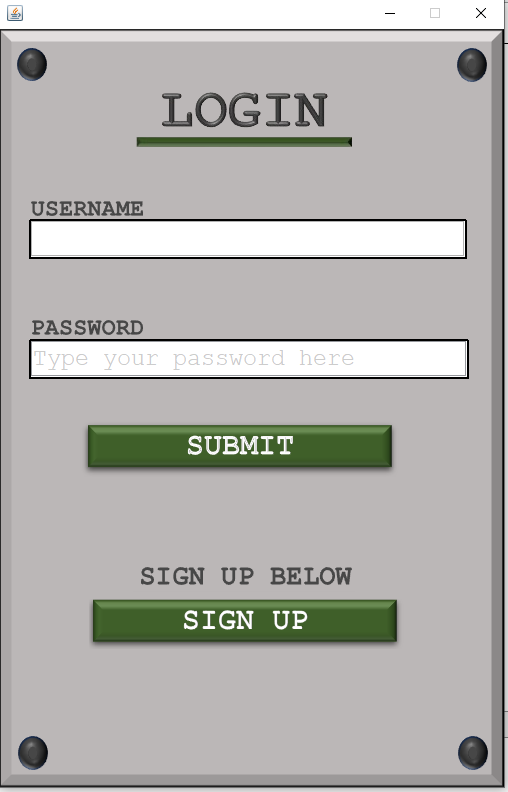 LOGIN
USERNAME
PASSWORD
Type your password here
SUBMIT
SIGN UP BELOW
SIGN UP